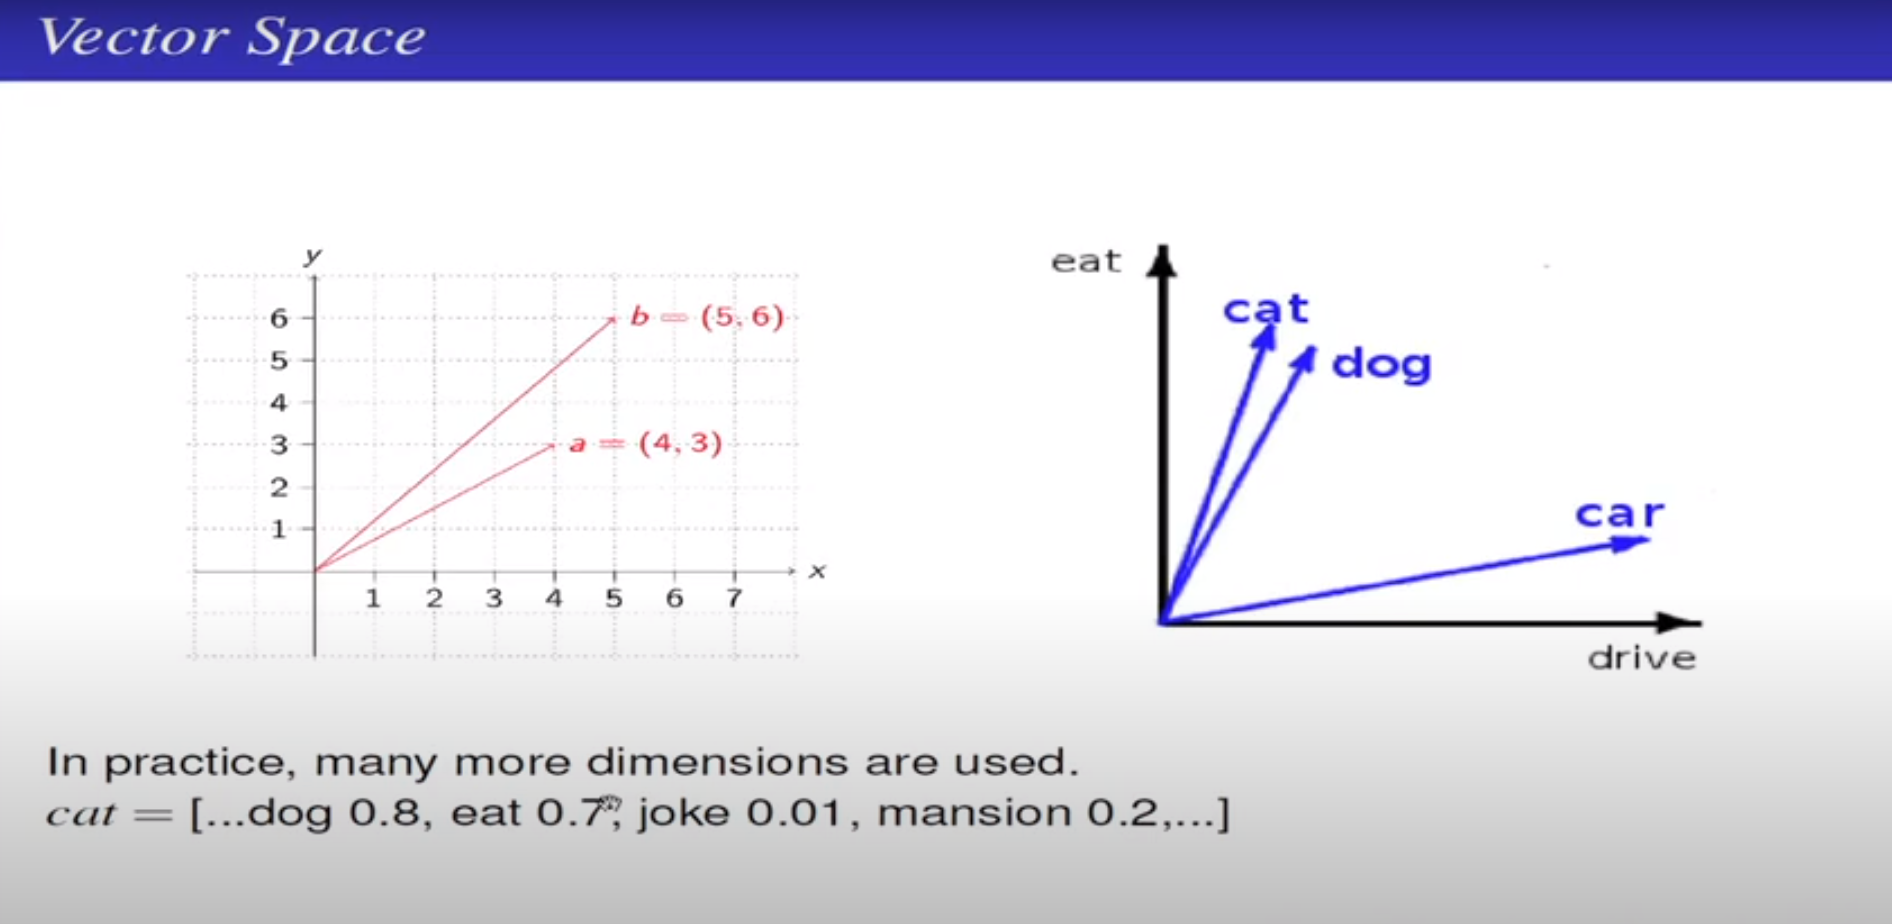 Vector Space
y
6
5
4
3
2
1
b = (5, 6)
a = (4, 3)
x
1 2 3 4 5 6 7
eat
cat
dog
car
drive
In practice, many more dimensions are used.
cat = [...dog 0.8, eat 0.7, joke 0.01, mansion 0.2,...]